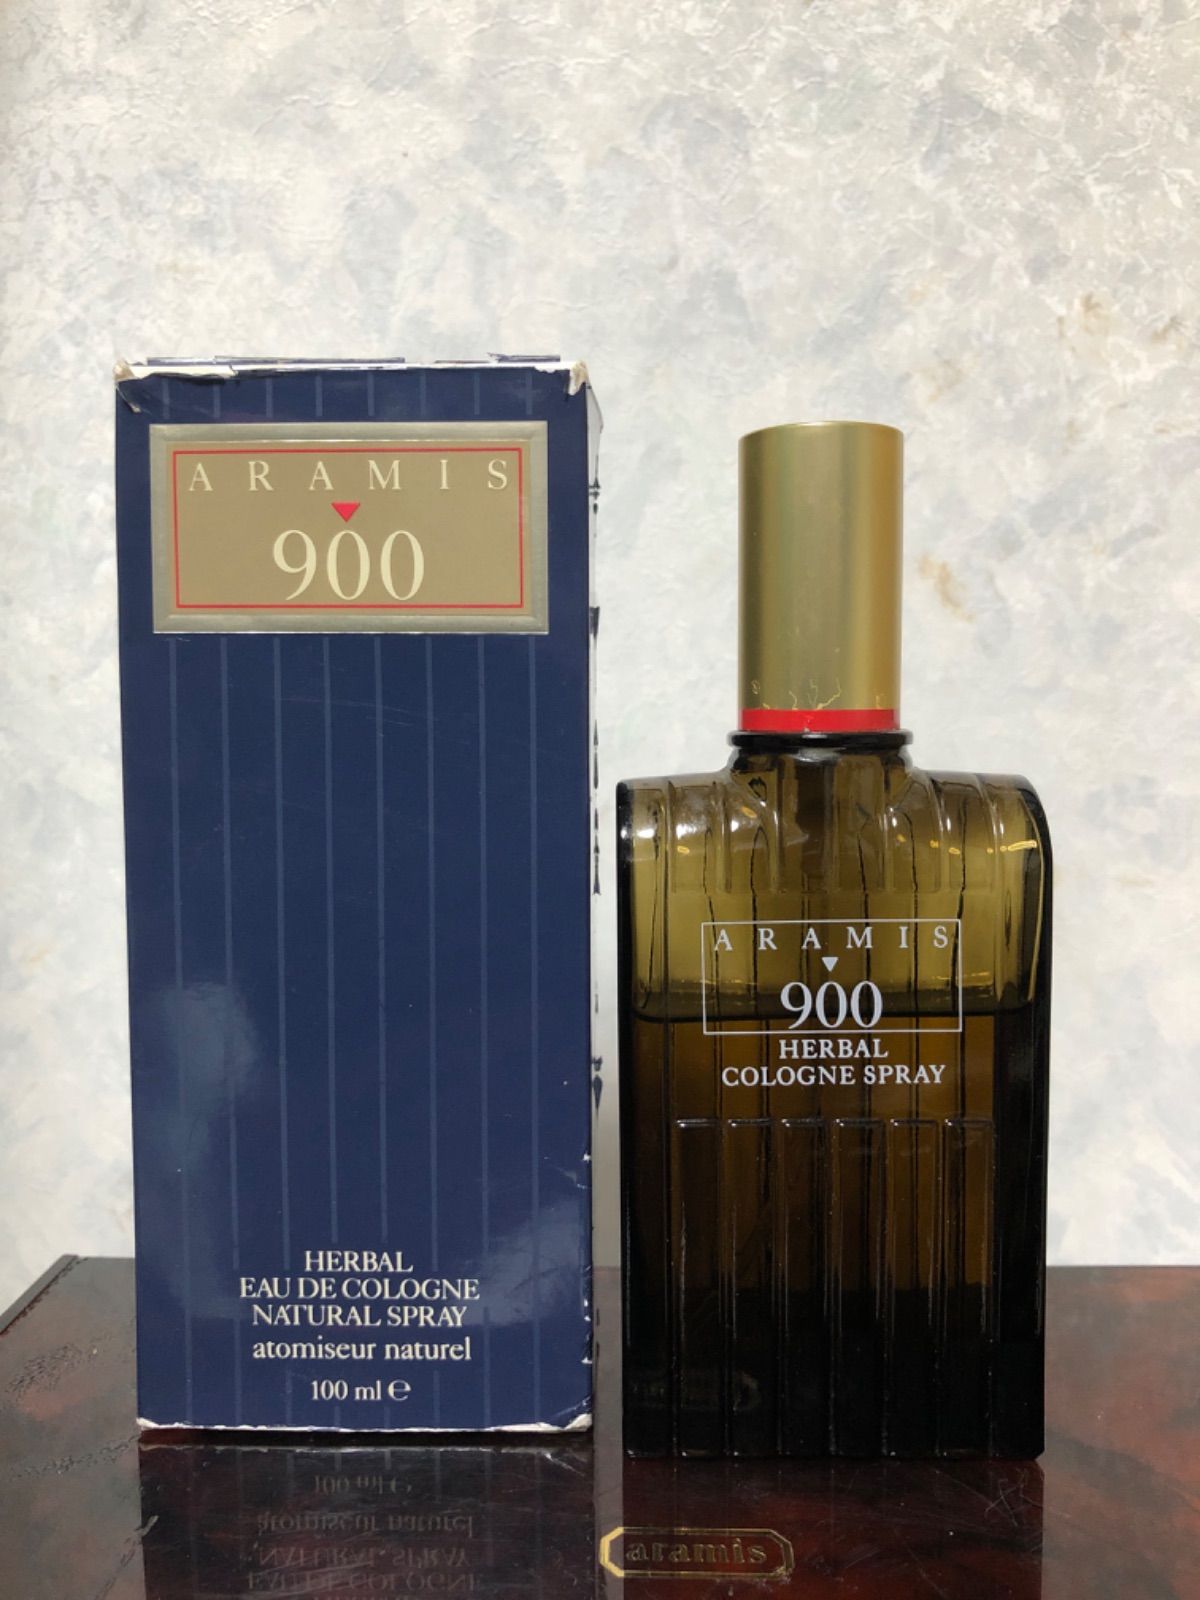 ARAMIS
900
HERBAL
EAU DE COLOGNE
NATURAL SPRAY
atomiseur naturel
100 ml ℮
ARAMIS
900
HERBAL
COLOGNE SPRAY
aramis